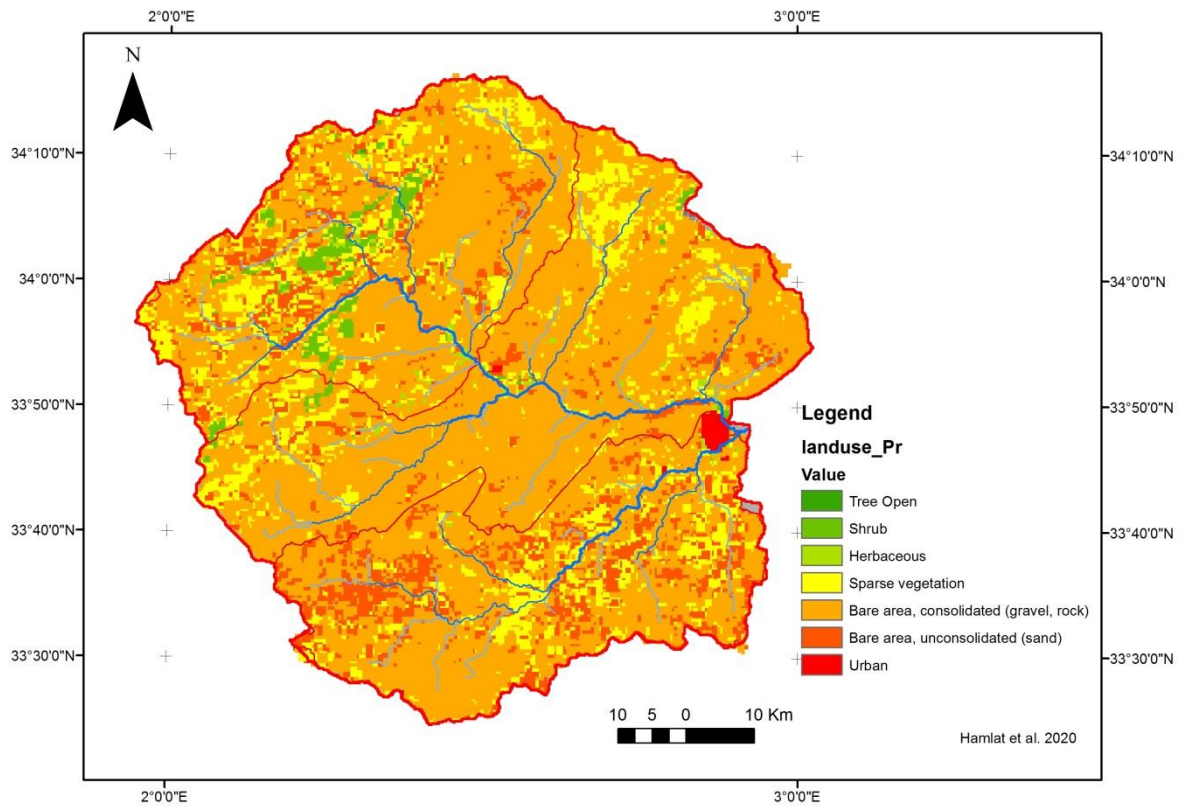 2°0'0"E
3°0'0"E
N
34°10'0"N
34°10'0"N
34°0'0"N
34°0'0"N
33°50'0"N
33°50'0"N
Legend
landuse_Pr
Value
Tree Open
Shrub
Herbaceous
Sparse vegetation
Bare area, consolidated (gravel, rock)
Bare area, unconsolidated (sand)
Urban
33°40'0"N
33°40'0"N
33°30'0"N
33°30'0"N
10 5 0 10 Km
Hamlat et al. 2020
2°0'0"E
3°0'0"E